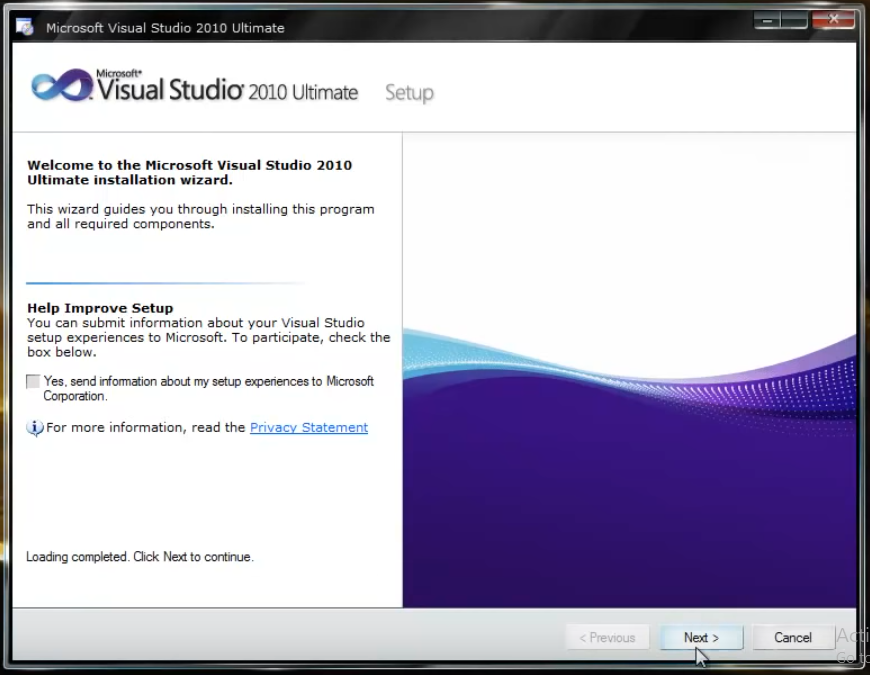 Microsoft Visual Studio 2010 Ultimate
Microsoft®
Visual Studio® 2010 Ultimate Setup
Welcome to the Microsoft Visual Studio 2010
Ultimate installation wizard.
This wizard guides you through installing this program
and all required components.
Help Improve Setup
You can submit information about your Visual Studio
setup experiences to Microsoft. To participate, check the
box below.
Yes, send information about my setup experiences to Microsoft
Corporation.
For more information, read the Privacy Statement
Loading completed. Click Next to continue.
< Previous Next > Cancel